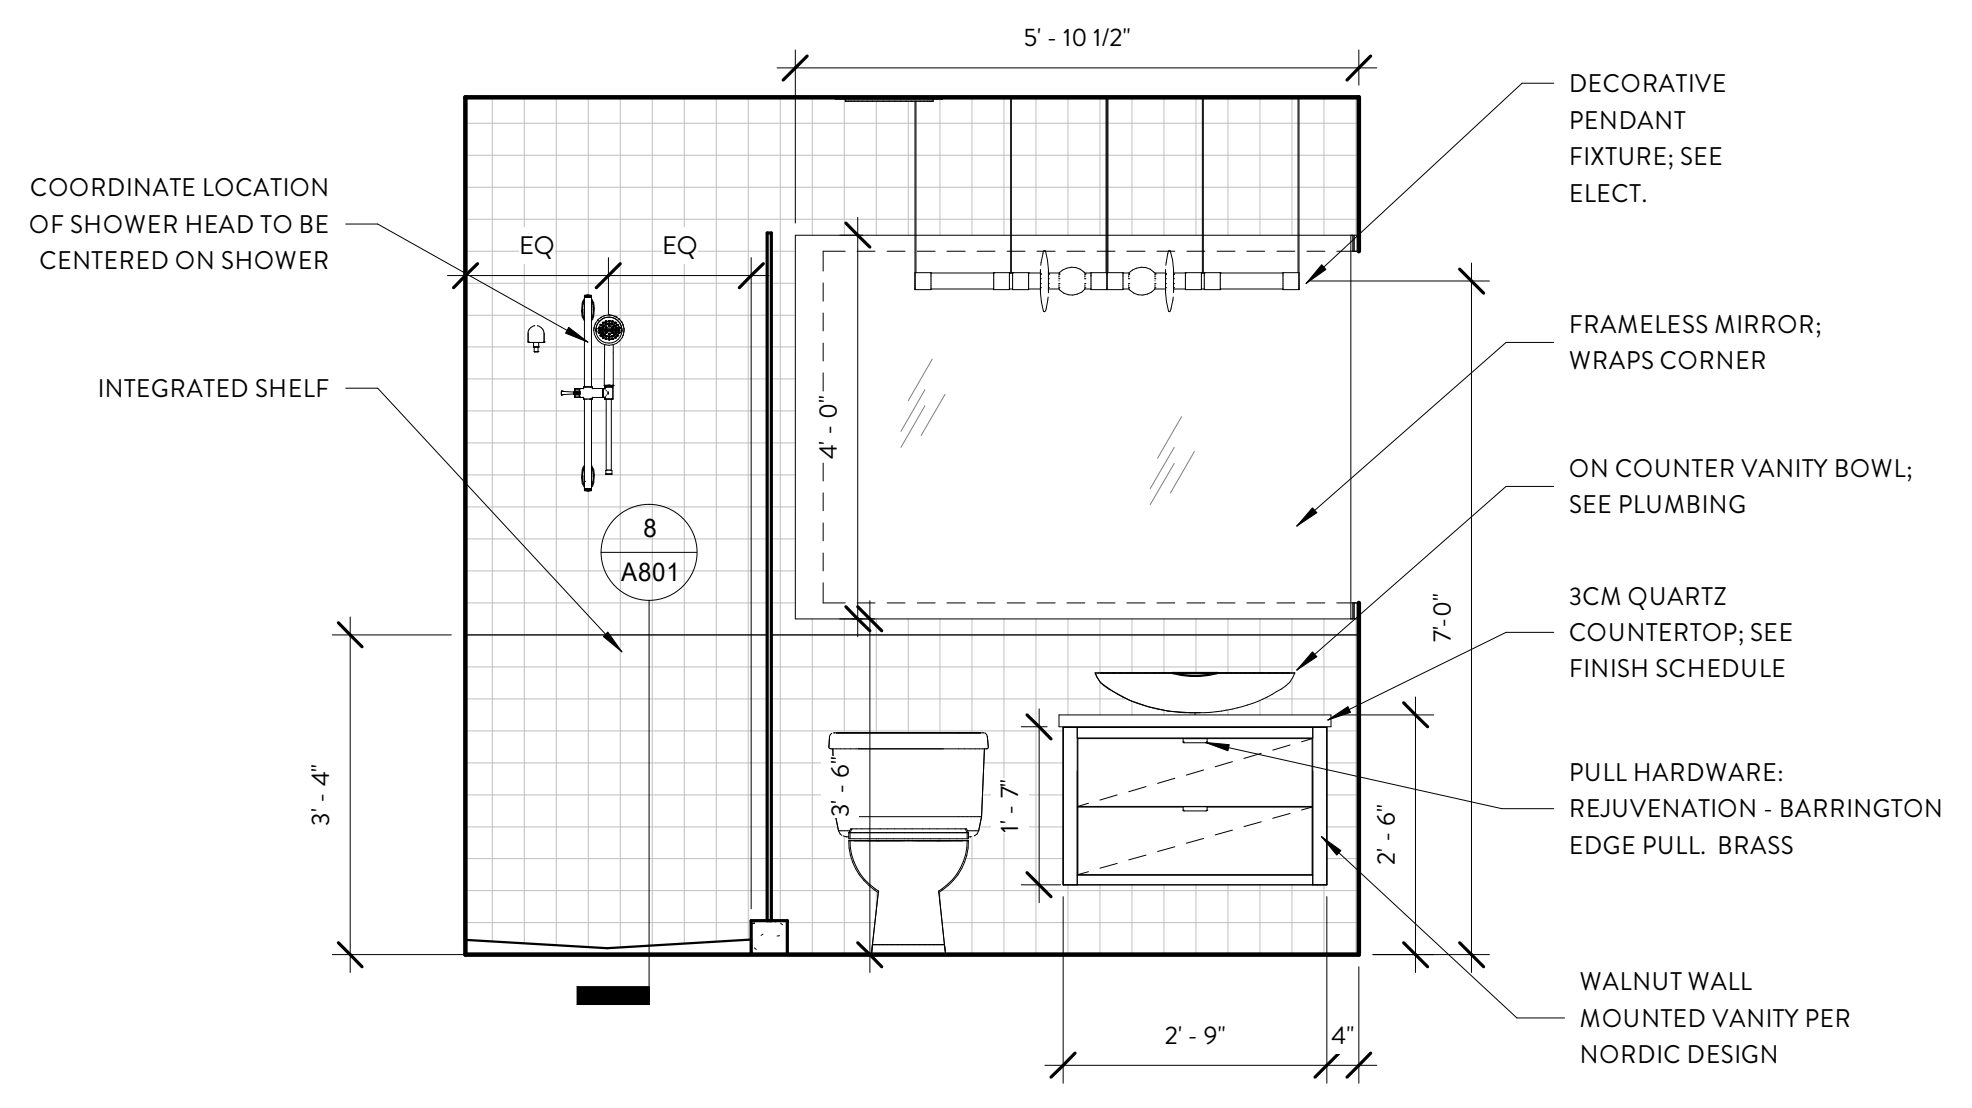 5' - 10 1/2"
DECORATIVE
PENDANT
FIXTURE; SEE
ELECT.
COORDINATE LOCATION
OF SHOWER HEAD TO BE
CENTERED ON SHOWER
EQ
EQ
FRAMELESS MIRROR;
WRAPS CORNER
INTEGRATED SHELF
4' - 0"
ON COUNTER VANITY BOWL;
SEE PLUMBING
8
A801
3CM QUARTZ
COUNTERTOP; SEE
FINISH SCHEDULE
7'-0"
3' - 4"
3' - 6"
1' - 7"
2' - 6"
PULL HARDWARE:
REJUVENATION - BARRINGTON
EDGE PULL.  BRASS
WALNUT WALL
MOUNTED VANITY PER
NORDIC DESIGN
2' - 9"
4"